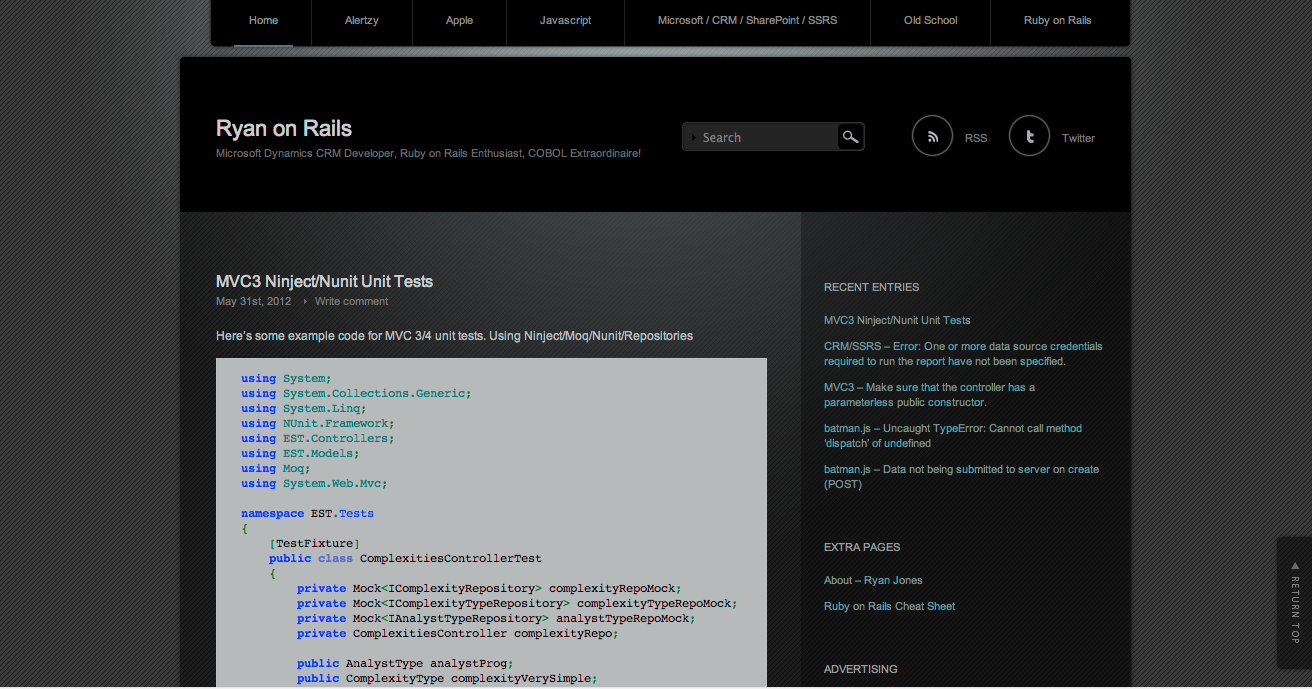 Home
Alertzy
Apple
Javascript
Microsoft / CRM / SharePoint / SSRS
Old School
Ruby on Rails
Ryan on Rails
Microsoft Dynamics CRM Developer, Ruby on Rails Enthusiast, COBOL Extraordinaire!
Search
RSS
Twitter
MVC3 Ninject/Nunit Unit Tests
May 31st, 2012
Write comment
Here's some example code for MVC 3/4 unit tests. Using Ninject/Moq/Nunit/Repositories
using System;
using System.Collections.Generic;
using System.Linq;
using NUnit.Framework;
using EST.Controllers;
using EST.Models;
using Moq;
using System.Web.Mvc;
namespace EST.Tests
{
[TestFixture]
public class ComplexitiesControllerTest
{
private Mock<IComplexityRepository> complexityRepoMock;
private Mock<IComplexityTypeRepository> complexityTypeRepoMock;
private Mock<IAnalystTypeRepository> analystTypeRepoMock;
private ComplexitiesController complexityRepo;
public AnalystType analystProg;
public ComplexityType complexityVerySimple;
RECENT ENTRIES
MVC3 Ninject/Nunit Unit Tests
CRM/SSRS – Error: One or more data source credentials
required to run the report have not been specified.
MVC3 – Make sure that the controller has a
parameterless public constructor.
batman.js – Uncaught TypeError: Cannot call method
'dispatch' of undefined
batman.js – Data not being submitted to server on create
(POST)
EXTRA PAGES
About – Ryan Jones
Ruby on Rails Cheat Sheet
ADVERTISING
RETURN TOP